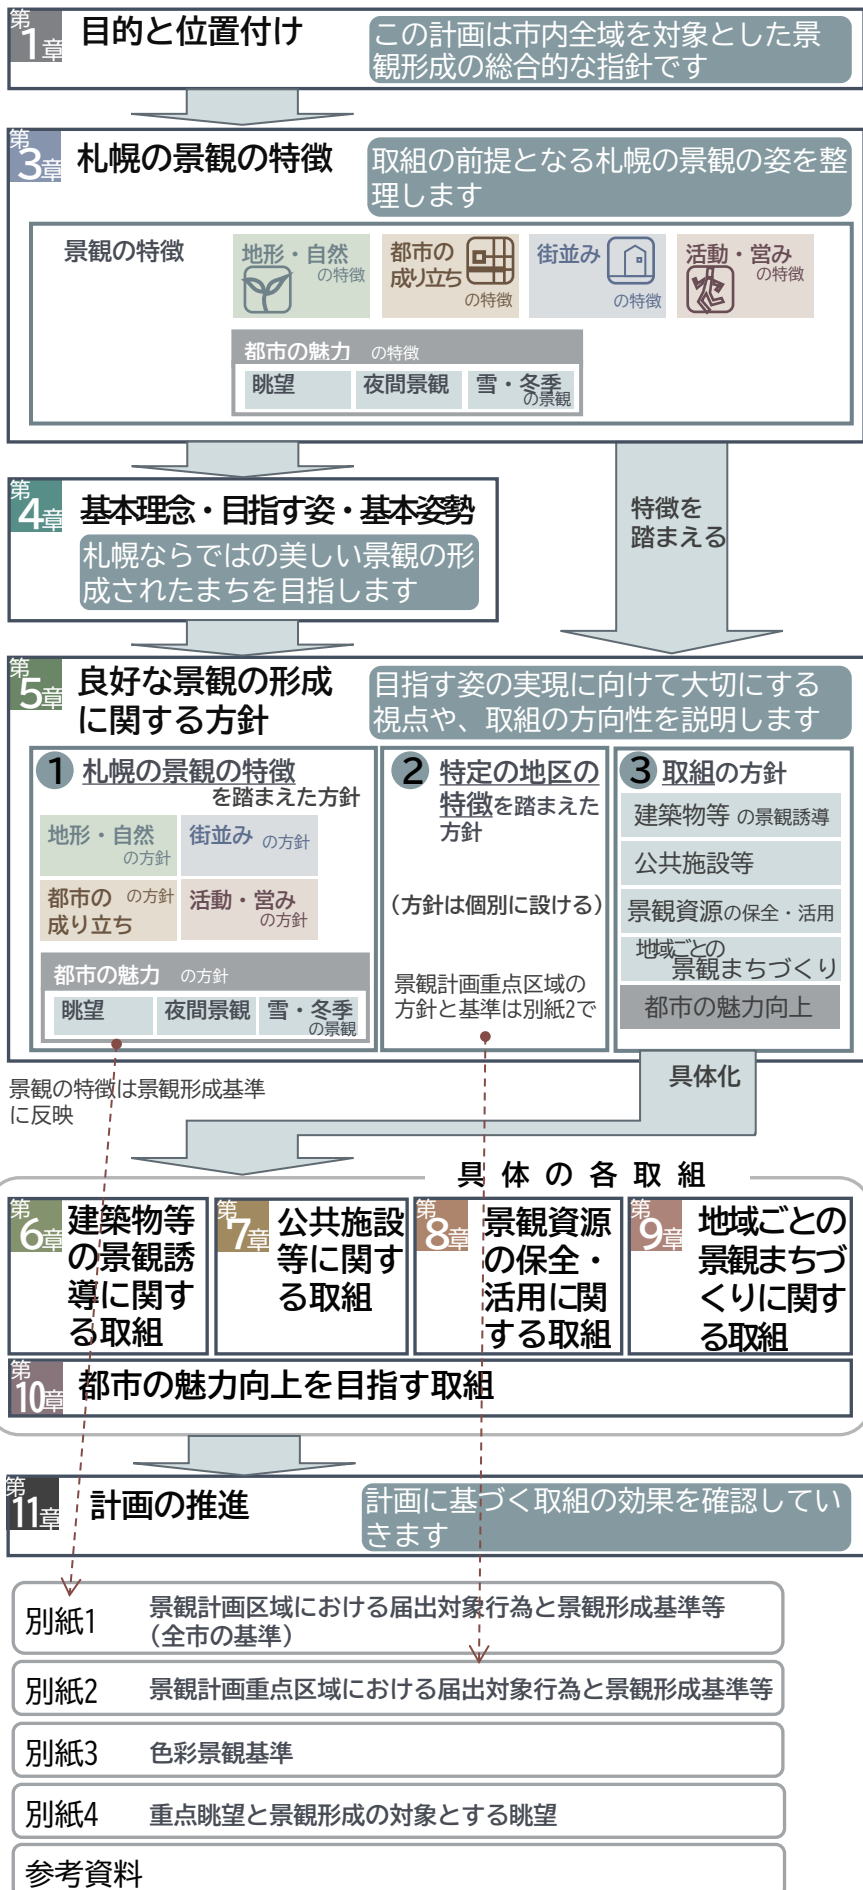 第1章
目的と位置付け
この計画は市内全域を対象とした景
観形成の総合的な指針です
第3章
札幌の景観の特徴
取組の前提となる札幌の景観の姿を整
理します
景観の特徴
地形・自然
の特徴
都市の
成り立ち
の特徴
街並み
の特徴
活動・営み
の特徴
都市の魅力 の特徴
眺望
夜間景観
雪・冬季
の景観
第4章
基本理念・目指す姿・基本姿勢
札幌ならではの美しい景観の形
成されたまちを目指します
特徴を
踏まえる
第5章
良好な景観の形成
に関する方針
目指す姿の実現に向けて大切にする
視点や、取組の方向性を説明します
1 札幌の景観の特徴
を踏まえた方針
地形・自然
の方針
街並み の方針
都市の の方針
成り立ち
活動・営み
の方針
都市の魅力 の方針
眺望
夜間景観
雪・冬季
の景観
2 特定の地区の
特徴を踏まえた
方針
(方針は個別に設ける)
景観計画重点区域の
方針と基準は別紙2で
3 取組の方針
建築物等 の景観誘導
公共施設等
景観資源の保全・活用
地域ごとの
景観まちづくり
都市の魅力向上
景観の特徴は景観形成基準
に反映
具体化
具体の各取組
第6章
建築物等
の景観誘
導に関す
る取組
第7章
公共施設
等に関す
る取組
第8章
景観資源
の保全・
活用に関
する取組
第9章
地域ごとの
景観まちづ
くりに関す
る取組
第10章
都市の魅力向上を目指す取組
第11章
計画の推進
計画に基づく取組の効果を確認してい
きます
別紙1
景観計画区域における届出対象行為と景観形成基準等
(全市の基準)
別紙2 景観計画重点区域における届出対象行為と景観形成基準等
別紙3 色彩景観基準
別紙4 重点眺望と景観形成の対象とする眺望
参考資料